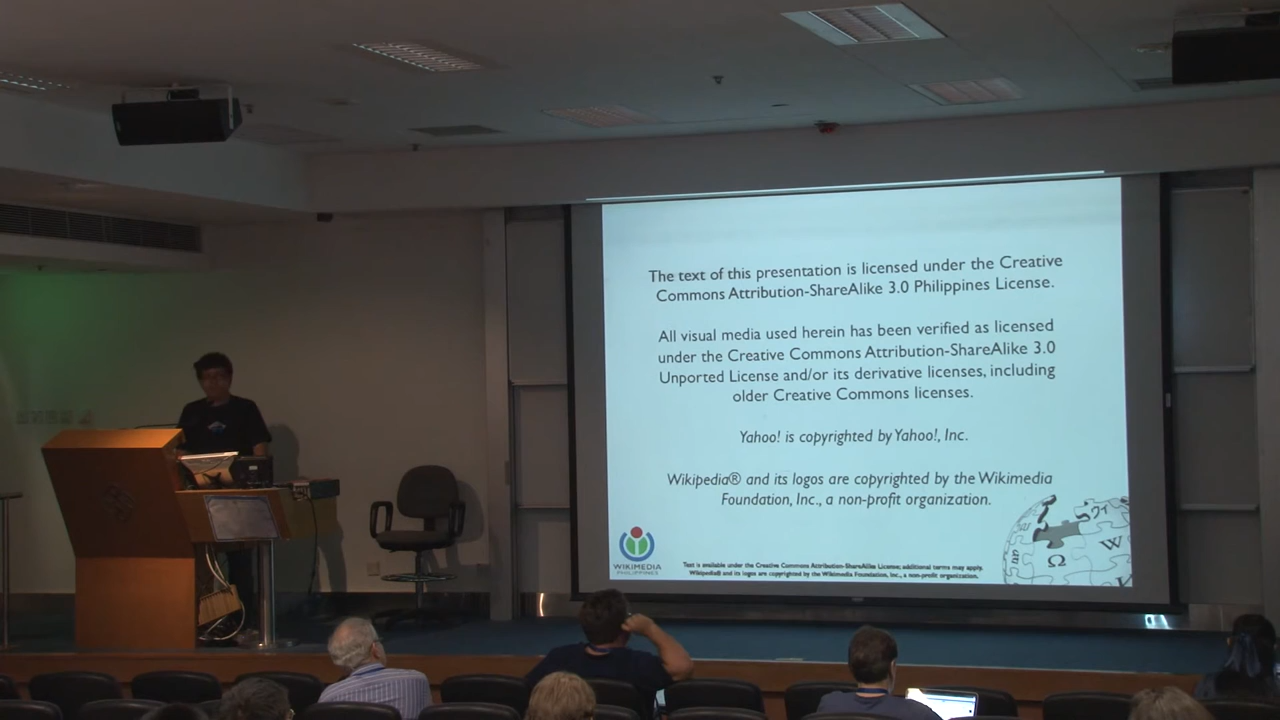 The text of this presentation is licensed under the Creative
Commons Attribution-ShareAlike 3.0 Philippines License.
All visual media used herein has been verified as licensed
under the Creative Commons Attribution-ShareAlike 3.0
Unported License and/or its derivative licenses, including
older Creative Commons licenses.
Yahoo! is copyrighted by Yahoo!, Inc.
Wikipedia® and its logos are copyrighted by the Wikimedia
Foundation, Inc., a non-profit organization.
WIKIMEDIA
PHILIPPINES
Text is available under the Creative Commons Attribution-ShareAlike License; additional terms may apply.
Wikipedia® and its logos are copyrighted by the Wikimedia Foundation, Inc., a non-profit organization.
W
Ω